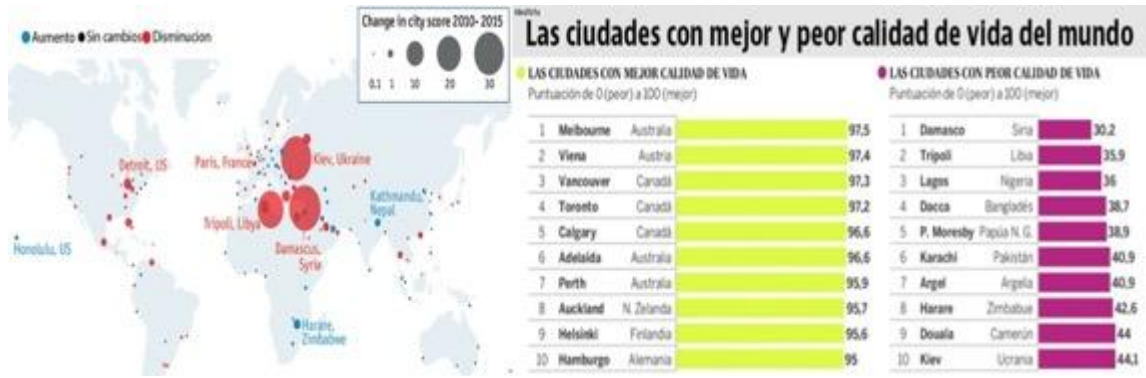 Aumento Sin cambios Disminucion
Change in city score 2010- 2015
0.1 1 10 20 30
Detroit, US
Paris, France
Kiev, Ukraine
Kathmandu,
Nepal
Tripoli, Libya
Damascus,
Syria
Honolulu, US
Harare,
Zimbabwe
Las ciudades con mejor y peor calidad de vida del mundo
LAS CIUDADES CON MEJOR CALIDAD DE VIDA
Puntuación de 0 (peor) a 100 (mejor)
1 Melbourne Australia 97,5
2 Viena Austria 97,4
3 Vancouver Canadá 97,3
4 Toronto Canadá 97,2
5 Calgary Canadá 96,6
6 Adelaida Australia 96,6
7 Perth Australia 95,9
8 Auckland N. Zelanda 95,7
9 Helsinki Finlandia 95,6
10 Hamburgo Alemania 95
LAS CIUDADES CON PEOR CALIDAD DE VIDA
Puntuación de 0 (peor) a 100 (mejor)
1 Damasco Siria 30,2
2 Trípoli Libia 35,9
3 Lagos Nigeria 36
4 Dacca Bangladés 38,7
5 P. Moresby Papúa N. G. 38,9
6 Karachi Pakistán 40,9
7 Argel Argelia 40,9
8 Harare Zimbabue 42,6
9 Douala Camerún 44
10 Kiev Ucrania 44,1